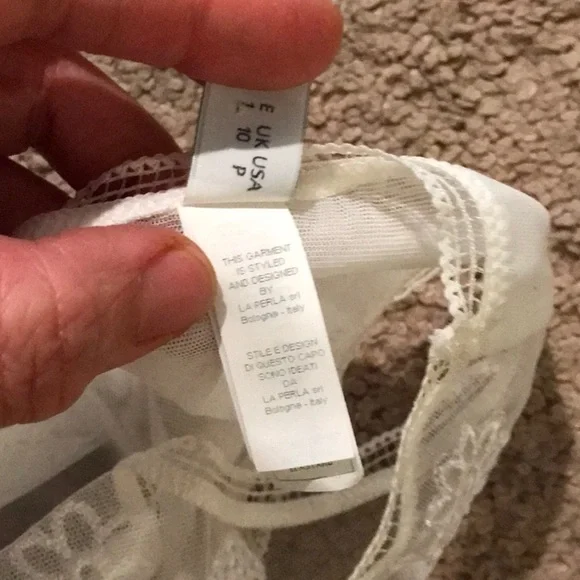 E UK USA
1 10 P
THIS GARMENT
IS STYLED
AND DESIGNED
BY
LA PERLA srl
Bologna - Italy
STILE E DESIGN
DI QUESTO CAPO
SONO IDEATI
DA
LA PERLA srl
Bologna - Italy